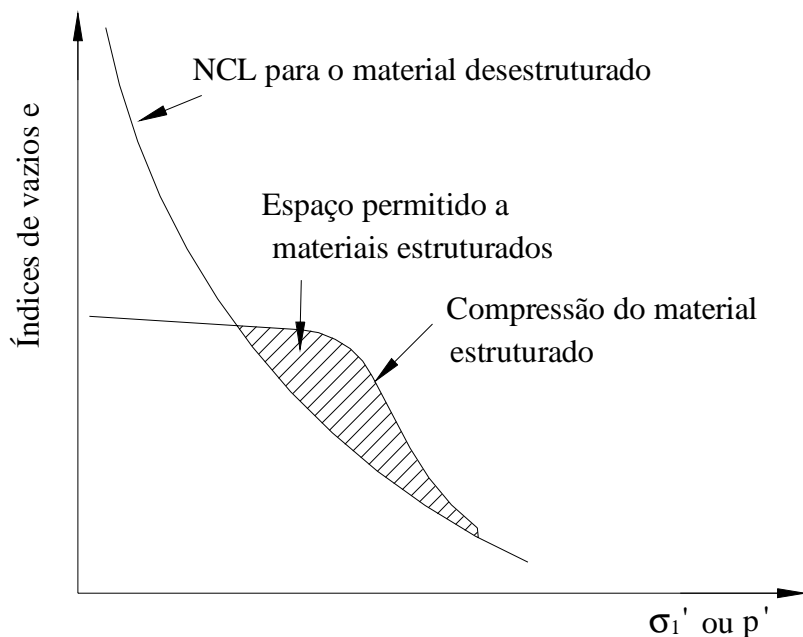 NCL para o material desestruturado
Espaço permitido a
materiais estruturados
Compressão do material
estruturado
Índices de vazios e
σ1' ou p'